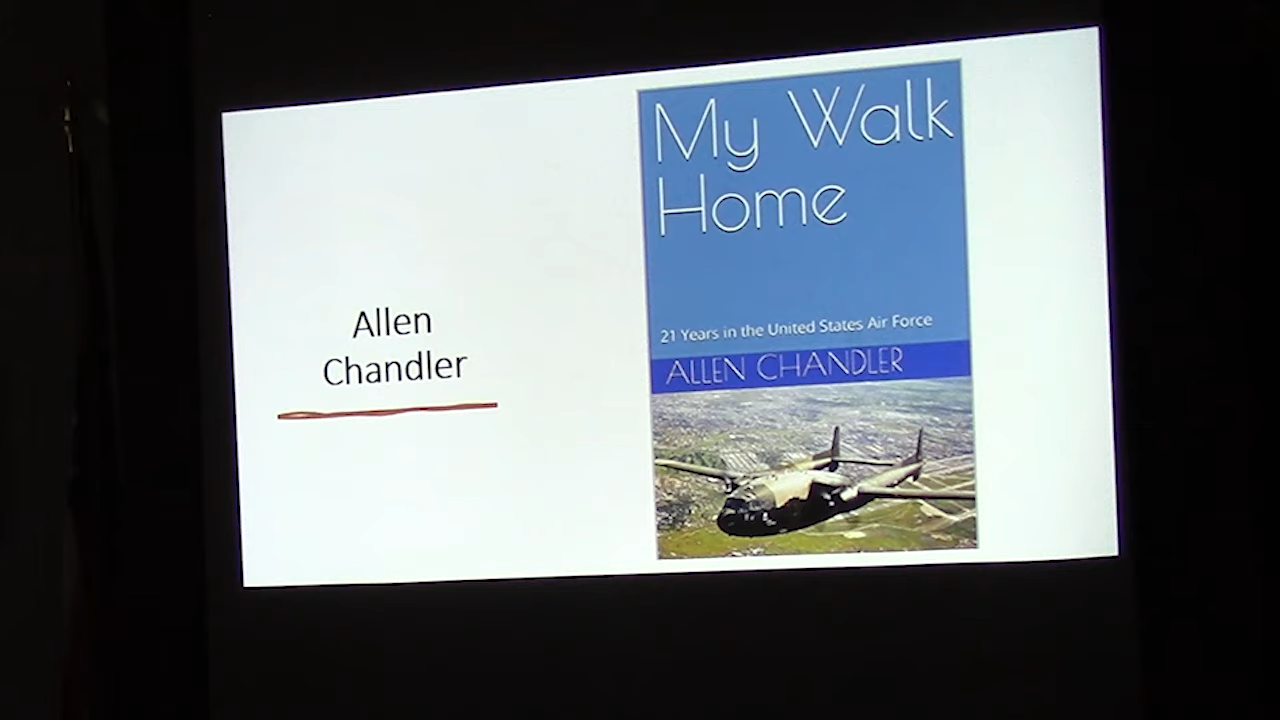 Allen
Chandler
My Walk
Home
21 Years in the United States Air Force
ALLEN CHANDLER